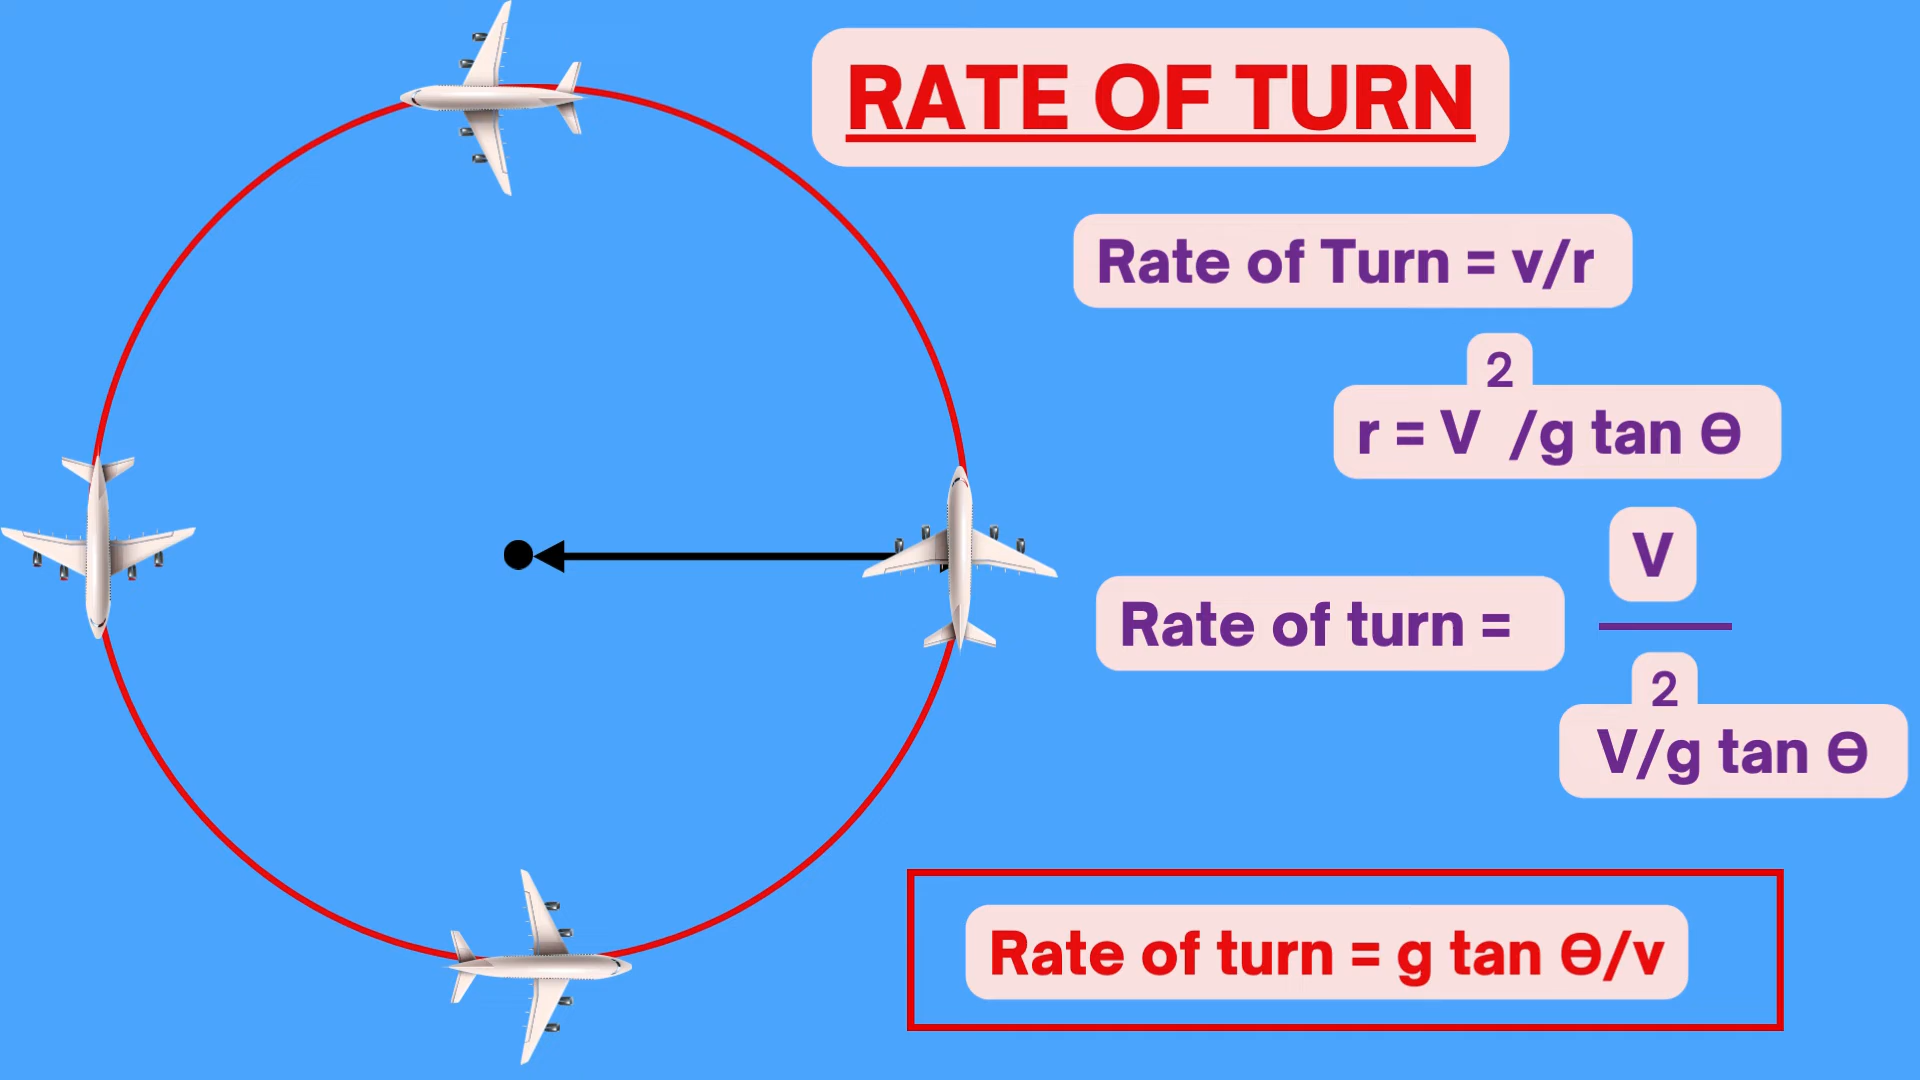 RATE OF TURN
Rate of Turn = v/r
2
r = V /g tan Θ
V
Rate of turn =
2
V/g tan Θ
Rate of turn = g tan Θ/v